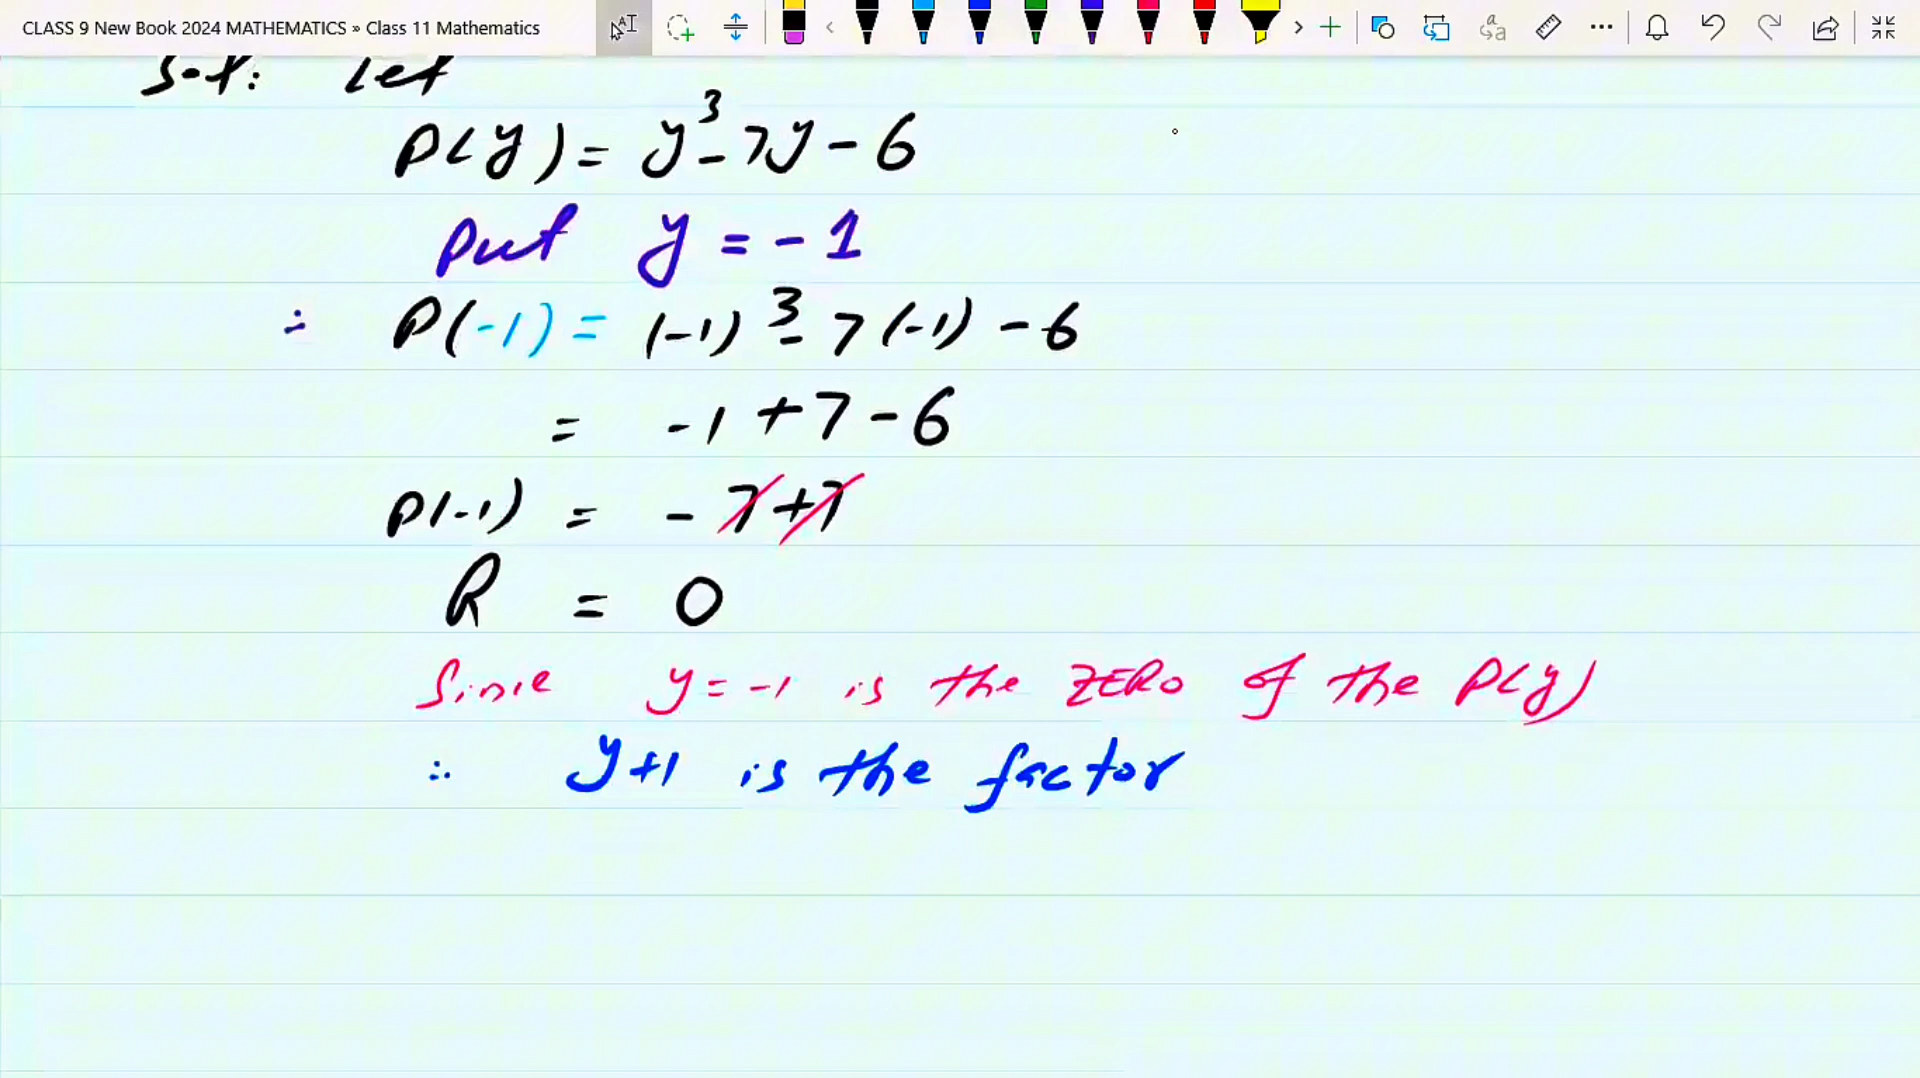 CLASS 9 New Book 2024 MATHEMATICS » Class 11 Mathematics
Let
P(y) = y³ - 7y - 6
Put y = -1
∴ P(-1) = (-1)³ - 7(-1) - 6
= -1 + 7 - 6
P(-1) = - 7 + 7
R = 0
Since y = -1 is the ZERO of the P(y)
∴ y+1 is the factor